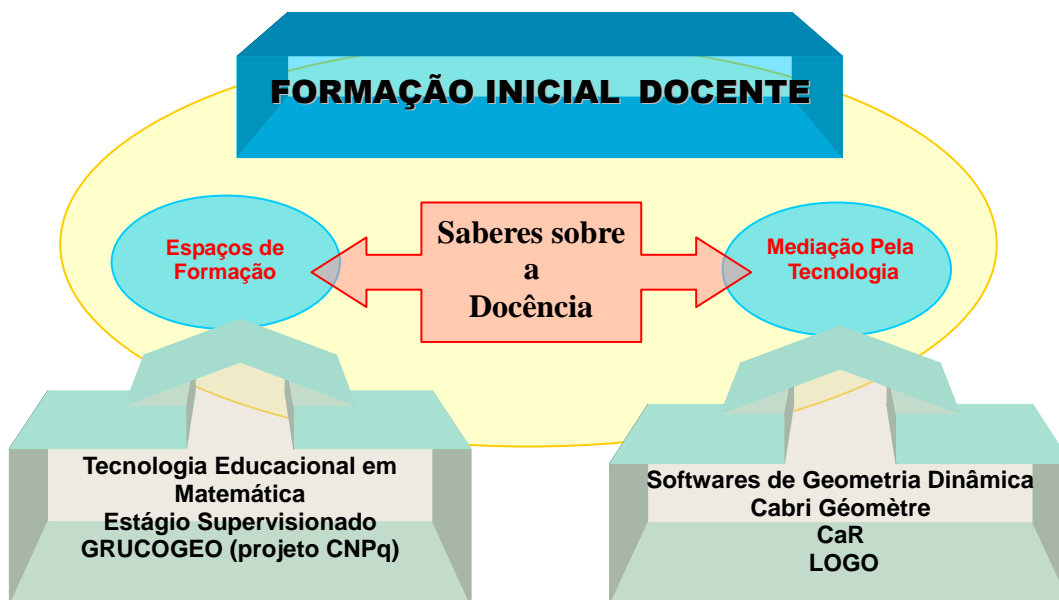 FORMAÇÃO INICIAL DOCENTE
Espaços de
Formação
Saberes sobre
a
Docência
Mediação Pela
Tecnologia
Tecnologia Educacional em
Matemática
Estágio Supervisionado
GRUCOGEO (projeto CNPq)
Softwares de Geometria Dinâmica
Cabri Géomètre
CaR
LOGO